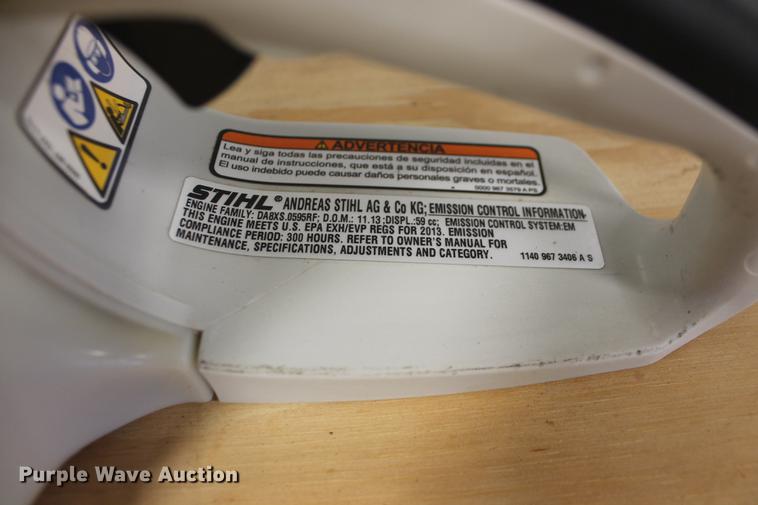 ADVERTENCIA
Lea y siga todas las precauciones de seguridad incluidas en el
manual de instrucciones, que está a su disposición en español.
El uso indebido puede causar daños personales graves o mortales.
0000 967 3579 A PS
STIHL® ANDREAS STIHL AG & Co KG; EMISSION CONTROL INFORMATION
ENGINE FAMILY: DA8XS.0595RF; D.O.M.: 11.13:DISPL.:59 cc; EMISSION CONTROL SYSTEM:EM
THIS ENGINE MEETS U.S. EPA EXH/EVP REGS FOR 2013. EMISSION
COMPLIANCE PERIOD: 300 HOURS. REFER TO OWNER'S MANUAL FOR
MAINTENANCE, SPECIFICATIONS, ADJUSTMENTS AND CATEGORY.
1140 967 3406 A S
Purple Wave Auction